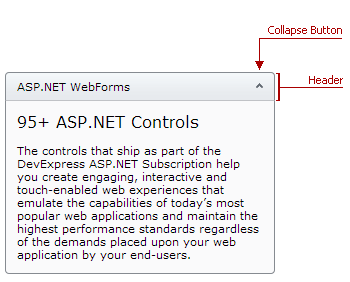 Collapse Button
Header
ASP.NET WebForms
95+ ASP.NET Controls
The controls that ship as part of the
DevExpress ASP.NET Subscription help
you create engaging, interactive and
touch-enabled web experiences that
emulate the capabilities of today's most
popular web applications and maintain the
highest performance standards regardless
of the demands placed upon your web
application by your end-users.